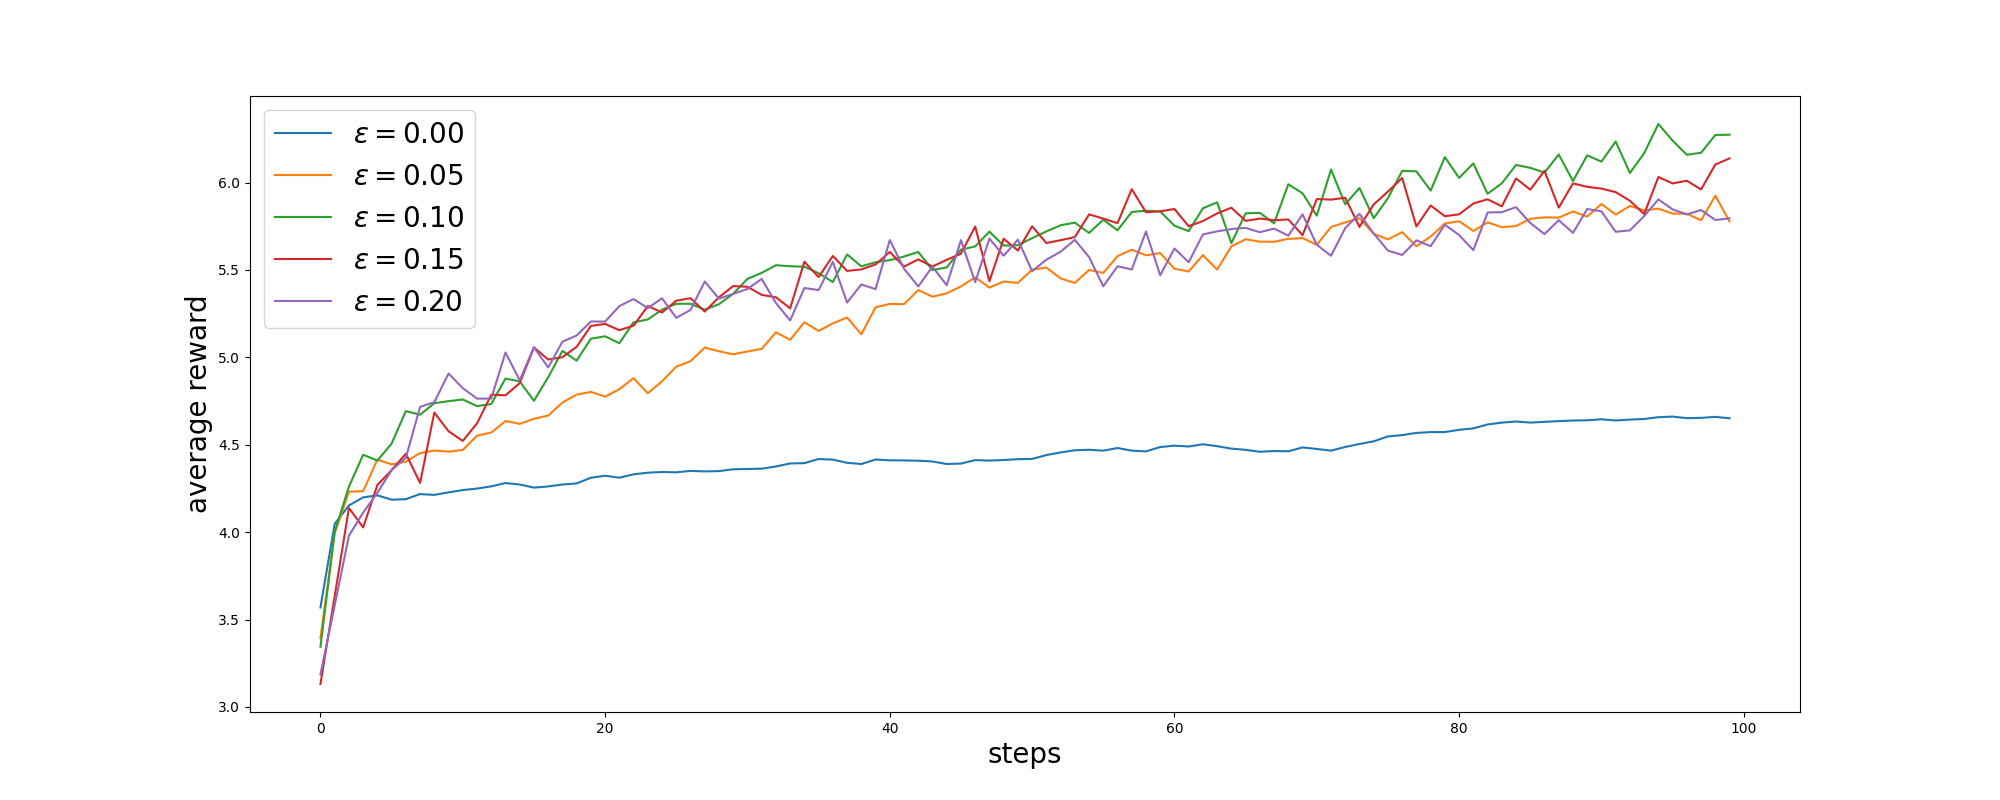 ε = 0.00
ε = 0.05
ε = 0.10
ε = 0.15
ε = 0.20
average reward
6.0
5.5
5.0
4.5
4.0
3.5
3.0
0 20 40 60 80 100
steps